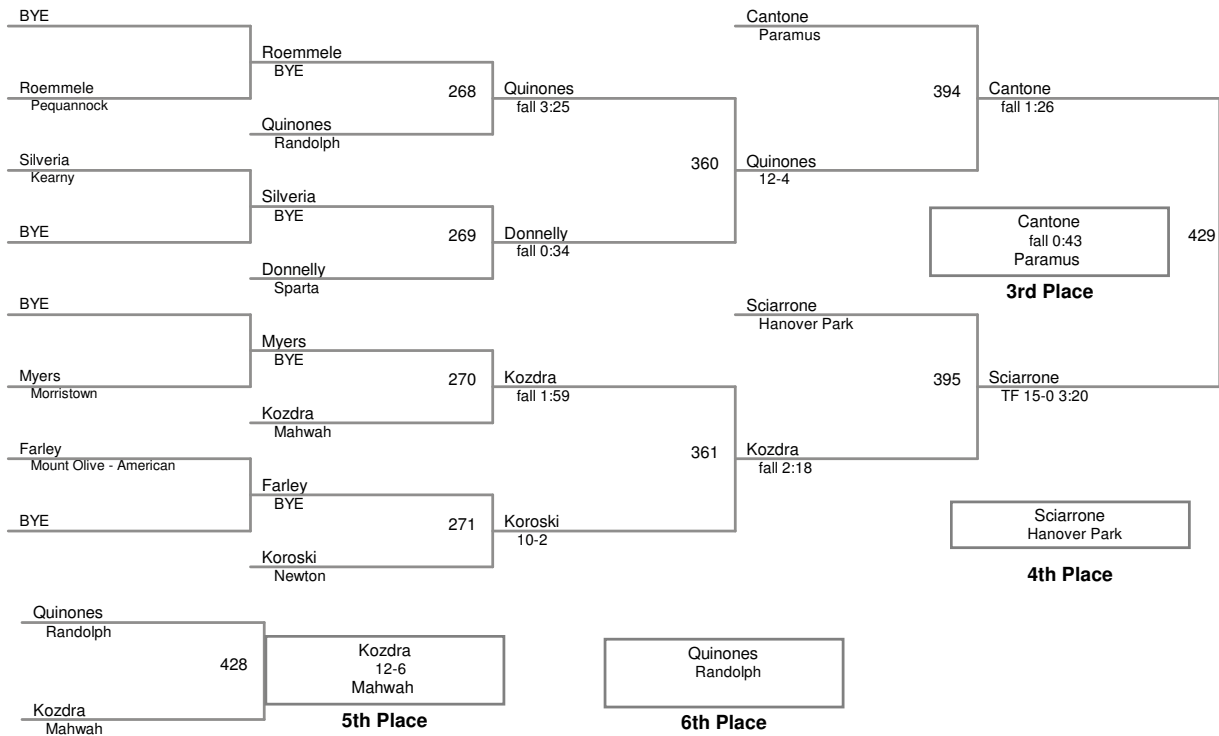 BYE
Roemmele
Pequannock
Silveria
Kearny
BYE
BYE
Myers
Morristown
Farley
Mount Olive - American
BYE
Roemmele
BYE
268
Quinones
Randolph
Silveria
BYE
269
Donnelly
Sparta
Myers
BYE
270
Kozdra
Mahwah
Farley
BYE
271
Koroski
Newton
Quinones
fall 3:25
360
Donnelly
fall 0:34
Kozdra
fall 1:59
361
Koroski
10-2
Cantone
Paramus
394
Quinones
12-4
Sciarrone
Hanover Park
395
Kozdra
fall 2:18
Cantone
fall 1:26
429
Sciarrone
TF 15-0 3:20
Cantone
fall 0:43
Paramus
3rd Place
Sciarrone
Hanover Park
4th Place
Quinones
Randolph
428
Kozdra
Mahwah
Kozdra
12-6
Mahwah
5th Place
Quinones
Randolph
6th Place